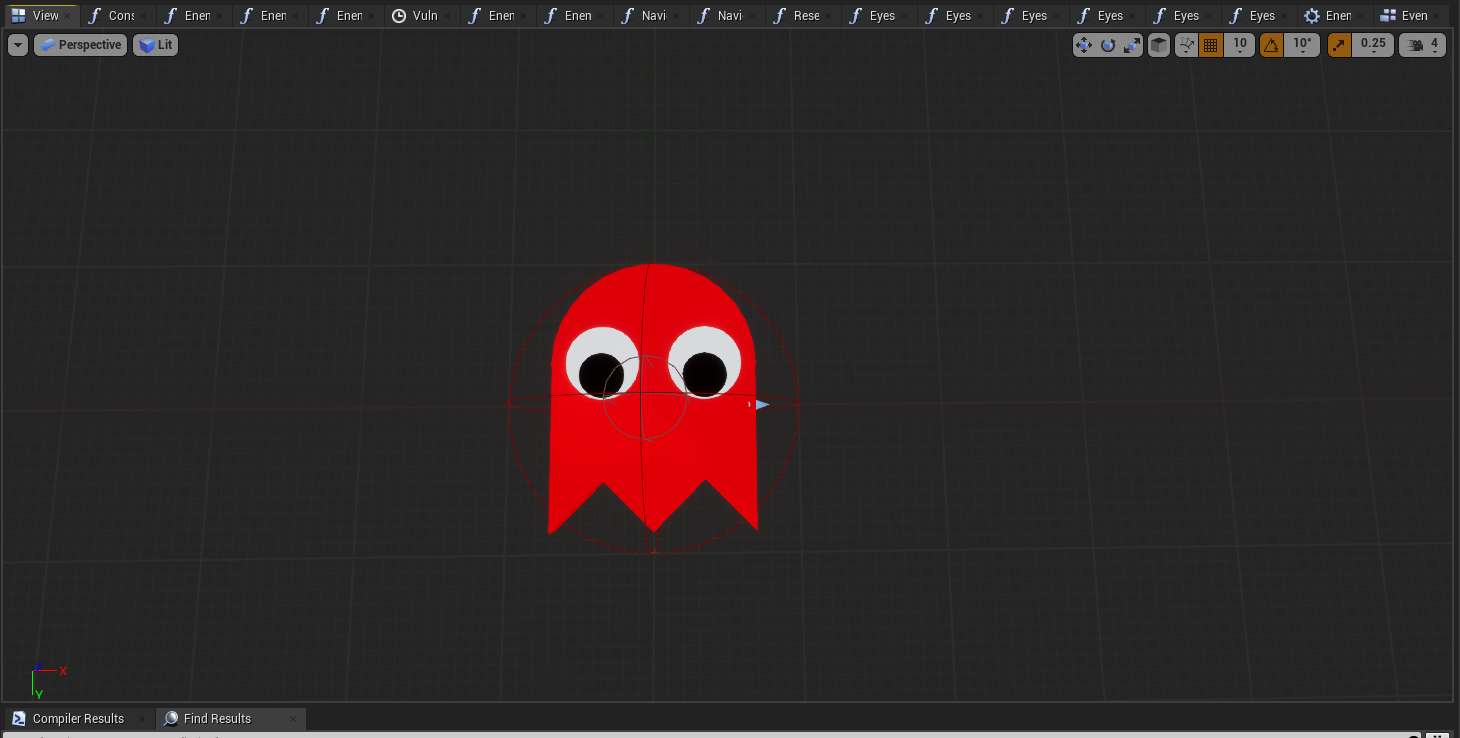 View Cons Enen Enen Enen Vuln Enen Enen Navi Navi Rese Eyes Eyes Eyes Eyes Eyes Eyes Enen Even
Perspective Lit 10 10° 0.25 4
X
Y
Compiler Results Find Results